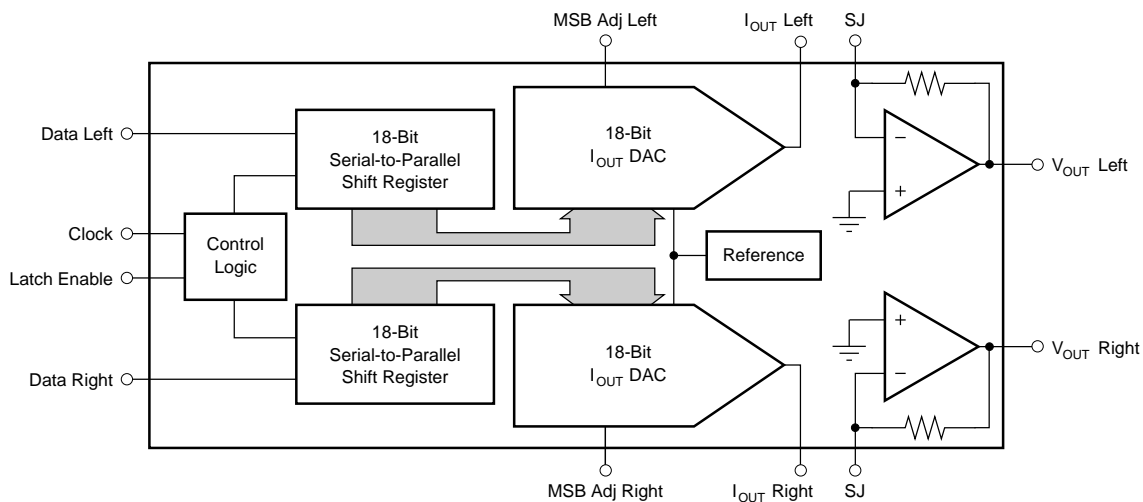 MSB Adj Left
I_OUT Left
SJ
Data Left
18-Bit
Serial-to-Parallel
Shift Register
18-Bit
I_OUT DAC
−
+
V_OUT Left
Clock
Control
Logic
Latch Enable
Reference
18-Bit
Serial-to-Parallel
Shift Register
18-Bit
I_OUT DAC
+
−
V_OUT Right
Data Right
MSB Adj Right
I_OUT Right
SJ